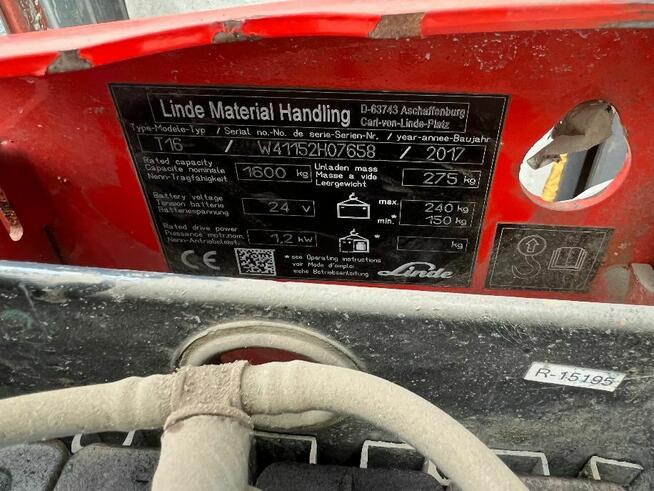 Linde Material Handling D-63743 Aschaffenburg
Carl-von-Linde-Platz
Type-Modele-Typ / Serial no.-No. de serie-Serien-Nr. / year-annee-Baujahr
T16 / W41152H07658 / 2017
Rated capacity
Capacite nominale
Nenn-Tragfähigkeit
1600 kg
Unladen mass
Masse a vide
Leergewicht
275 kg
Battery voltage
Tension batterie
Batteriespannung
24 V
max. 240 kg
min.* 150 kg
Rated drive power
Puissance mot.nom.
Nenn-Antriebsleist.
1,2 kW
* kg
CE
* see Operating instructions
voir Mode d'emploi
siehe Betriebsanleitung
Linde
R-15195